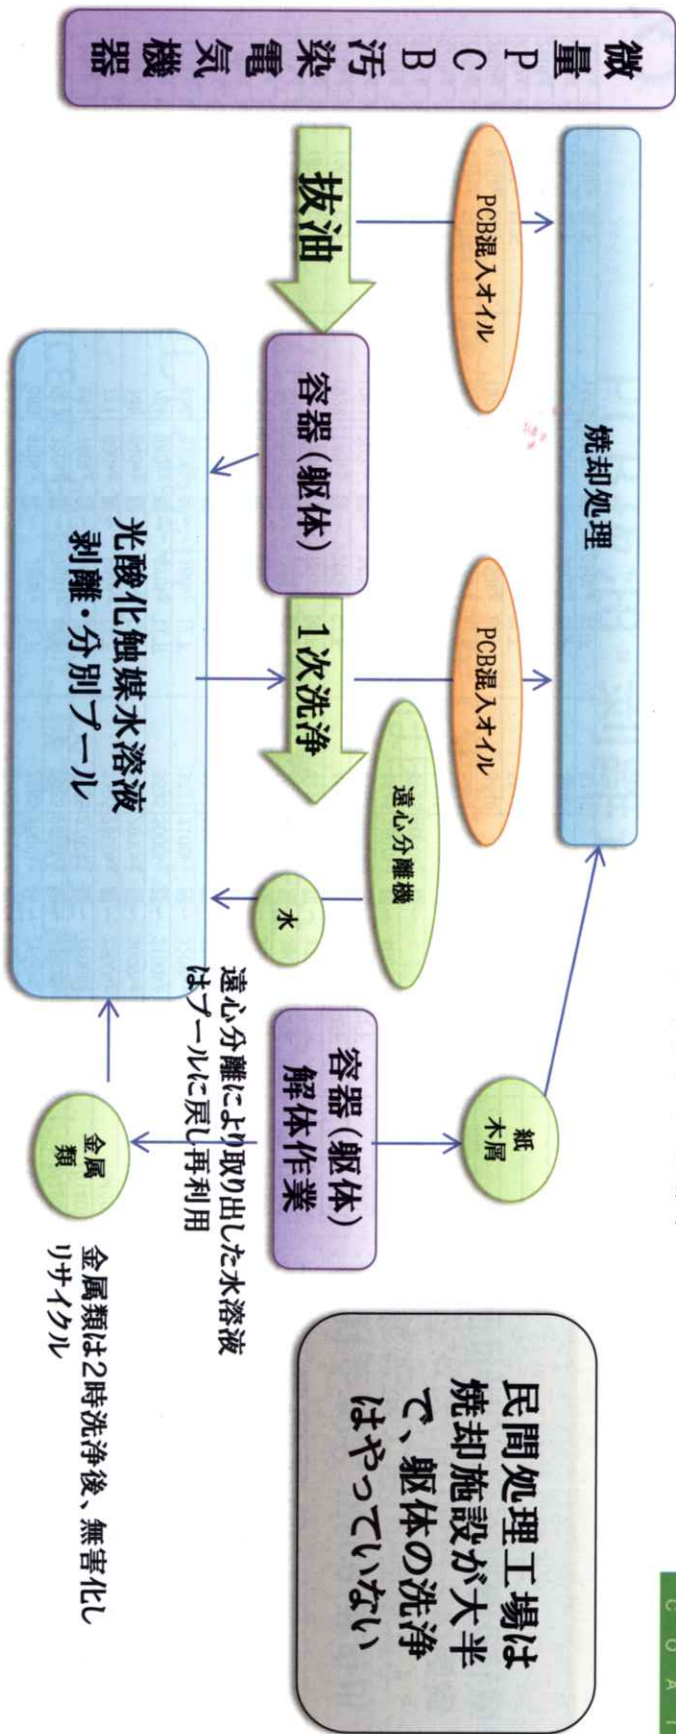 微量PCB汚染電気機器
焼却処理
PCB混入オイル
PCB混入オイル
抜油
容器(躯体)
1次洗浄
遠心分離機
水
光酸化触媒水溶液
剥離・分別プール
紙
木屑
容器(躯体)
解体作業
遠心分離により取り出した水溶液
はプールに戻し再利用
金属
類
金属類は2時洗浄後、無害化し
リサイクル
民間処理工場は
焼却施設が大半
で、躯体の洗浄
はやっていない
C O A T